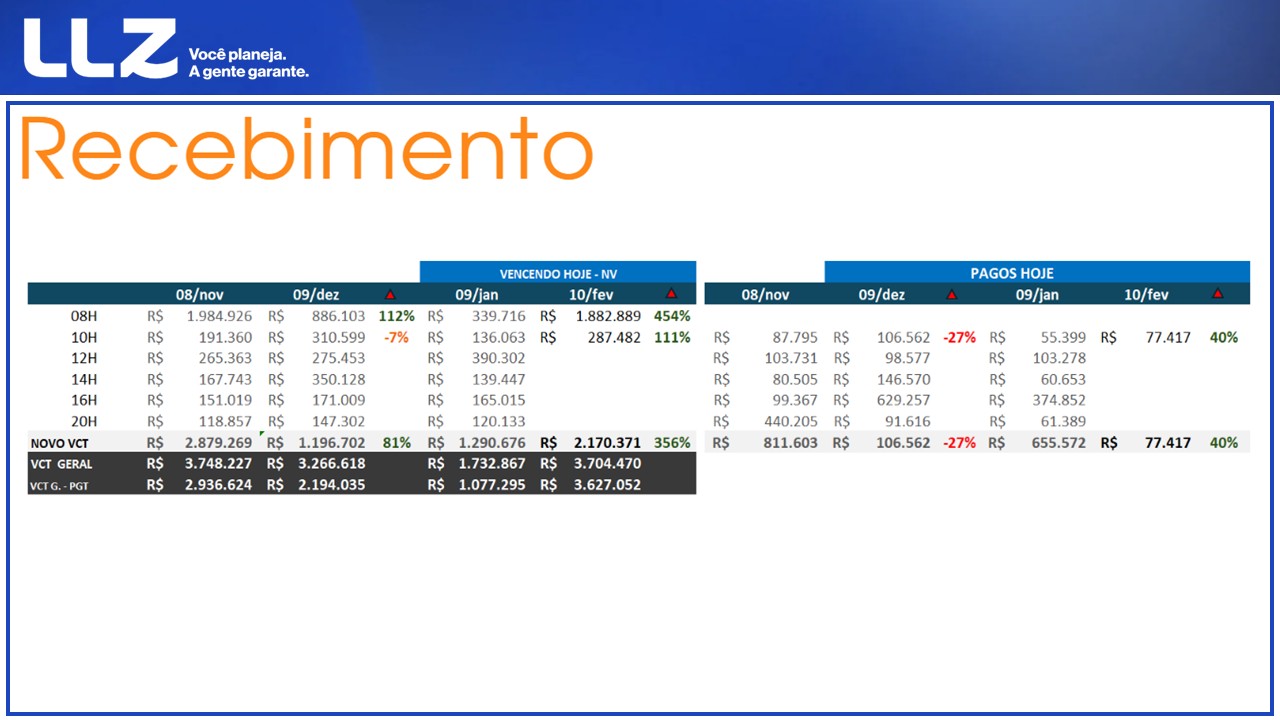 LLZ
Você planeja.
A gente garante.
Recebimento
VENCENDO HOJE - NV PAGOS HOJE
08/nov 09/dez 09/jan 10/fev 08/nov 09/dez 09/jan 10/fev
08H R$ 1.984.926 R$ 886.103 112% R$ 339.716 R$ 1.882.889 454%
10H R$ 191.360 R$ 310.599 -7% R$ 136.063 R$ 287.482 111% R$ 87.795 R$ 106.562 -27% R$ 55.399 R$ 77.417 40%
12H R$ 265.363 R$ 275.453 R$ 390.302 R$ 103.731 R$ 98.577 R$ 103.278
14H R$ 167.743 R$ 350.128 R$ 139.447 R$ 80.505 R$ 146.570 R$ 60.653
16H R$ 151.019 R$ 171.009 R$ 165.015 R$ 99.367 R$ 629.257 R$ 374.852
20H R$ 118.857 R$ 147.302 R$ 120.133 R$ 440.205 R$ 91.616 R$ 61.389
NOVO VCT R$ 2.879.269 R$ 1.196.702 81% R$ 1.290.676 R$ 2.170.371 356% R$ 811.603 R$ 106.562 -27% R$ 655.572 R$ 77.417 40%
VCT GERAL R$ 3.748.227 R$ 3.266.618 R$ 1.732.867 R$ 3.704.470
VCT G. - PGT R$ 2.936.624 R$ 2.194.035 R$ 1.077.295 R$ 3.627.052